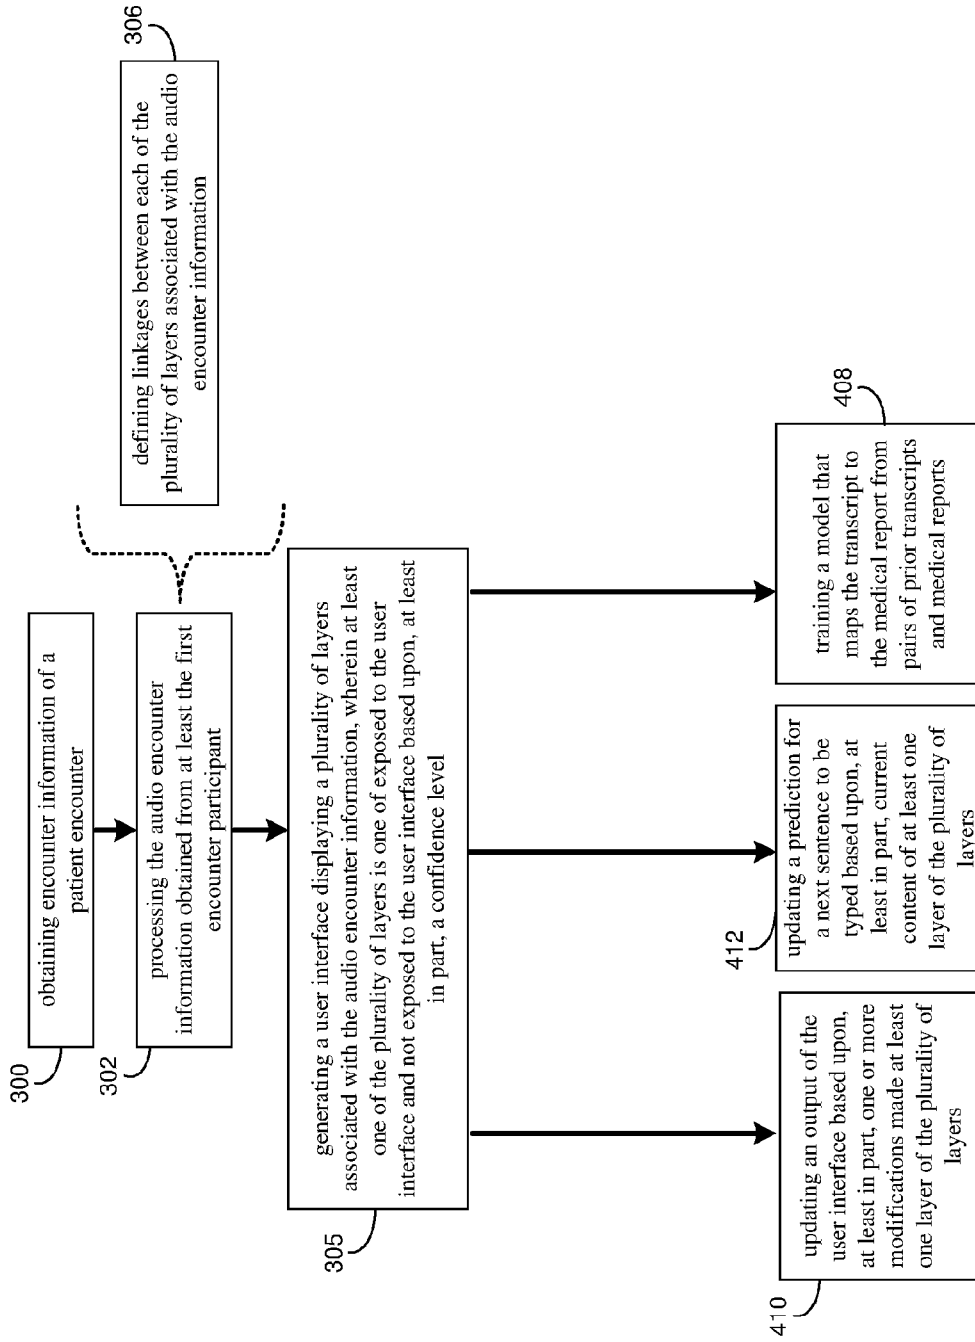 300
obtaining encounter information of a
patient encounter
302
processing the audio encounter
information obtained from at least the first
encounter participant
306
defining linkages between each of the
plurality of layers associated with the audio
encounter information
305
generating a user interface displaying a plurality of layers
associated with the audio encounter information, wherein at least
one of the plurality of layers is one of exposed to the user
interface and not exposed to the user interface based upon, at least
in part, a confidence level
410
updating an output of the
user interface based upon,
at least in part, one or more
modifications made at least
one layer of the plurality of
layers
412
updating a prediction for
a next sentence to be
typed based upon, at
least in part, current
content of at least one
layer of the plurality of
layers
408
training a model that
maps the transcript to
the medical report from
pairs of prior transcripts
and medical reports